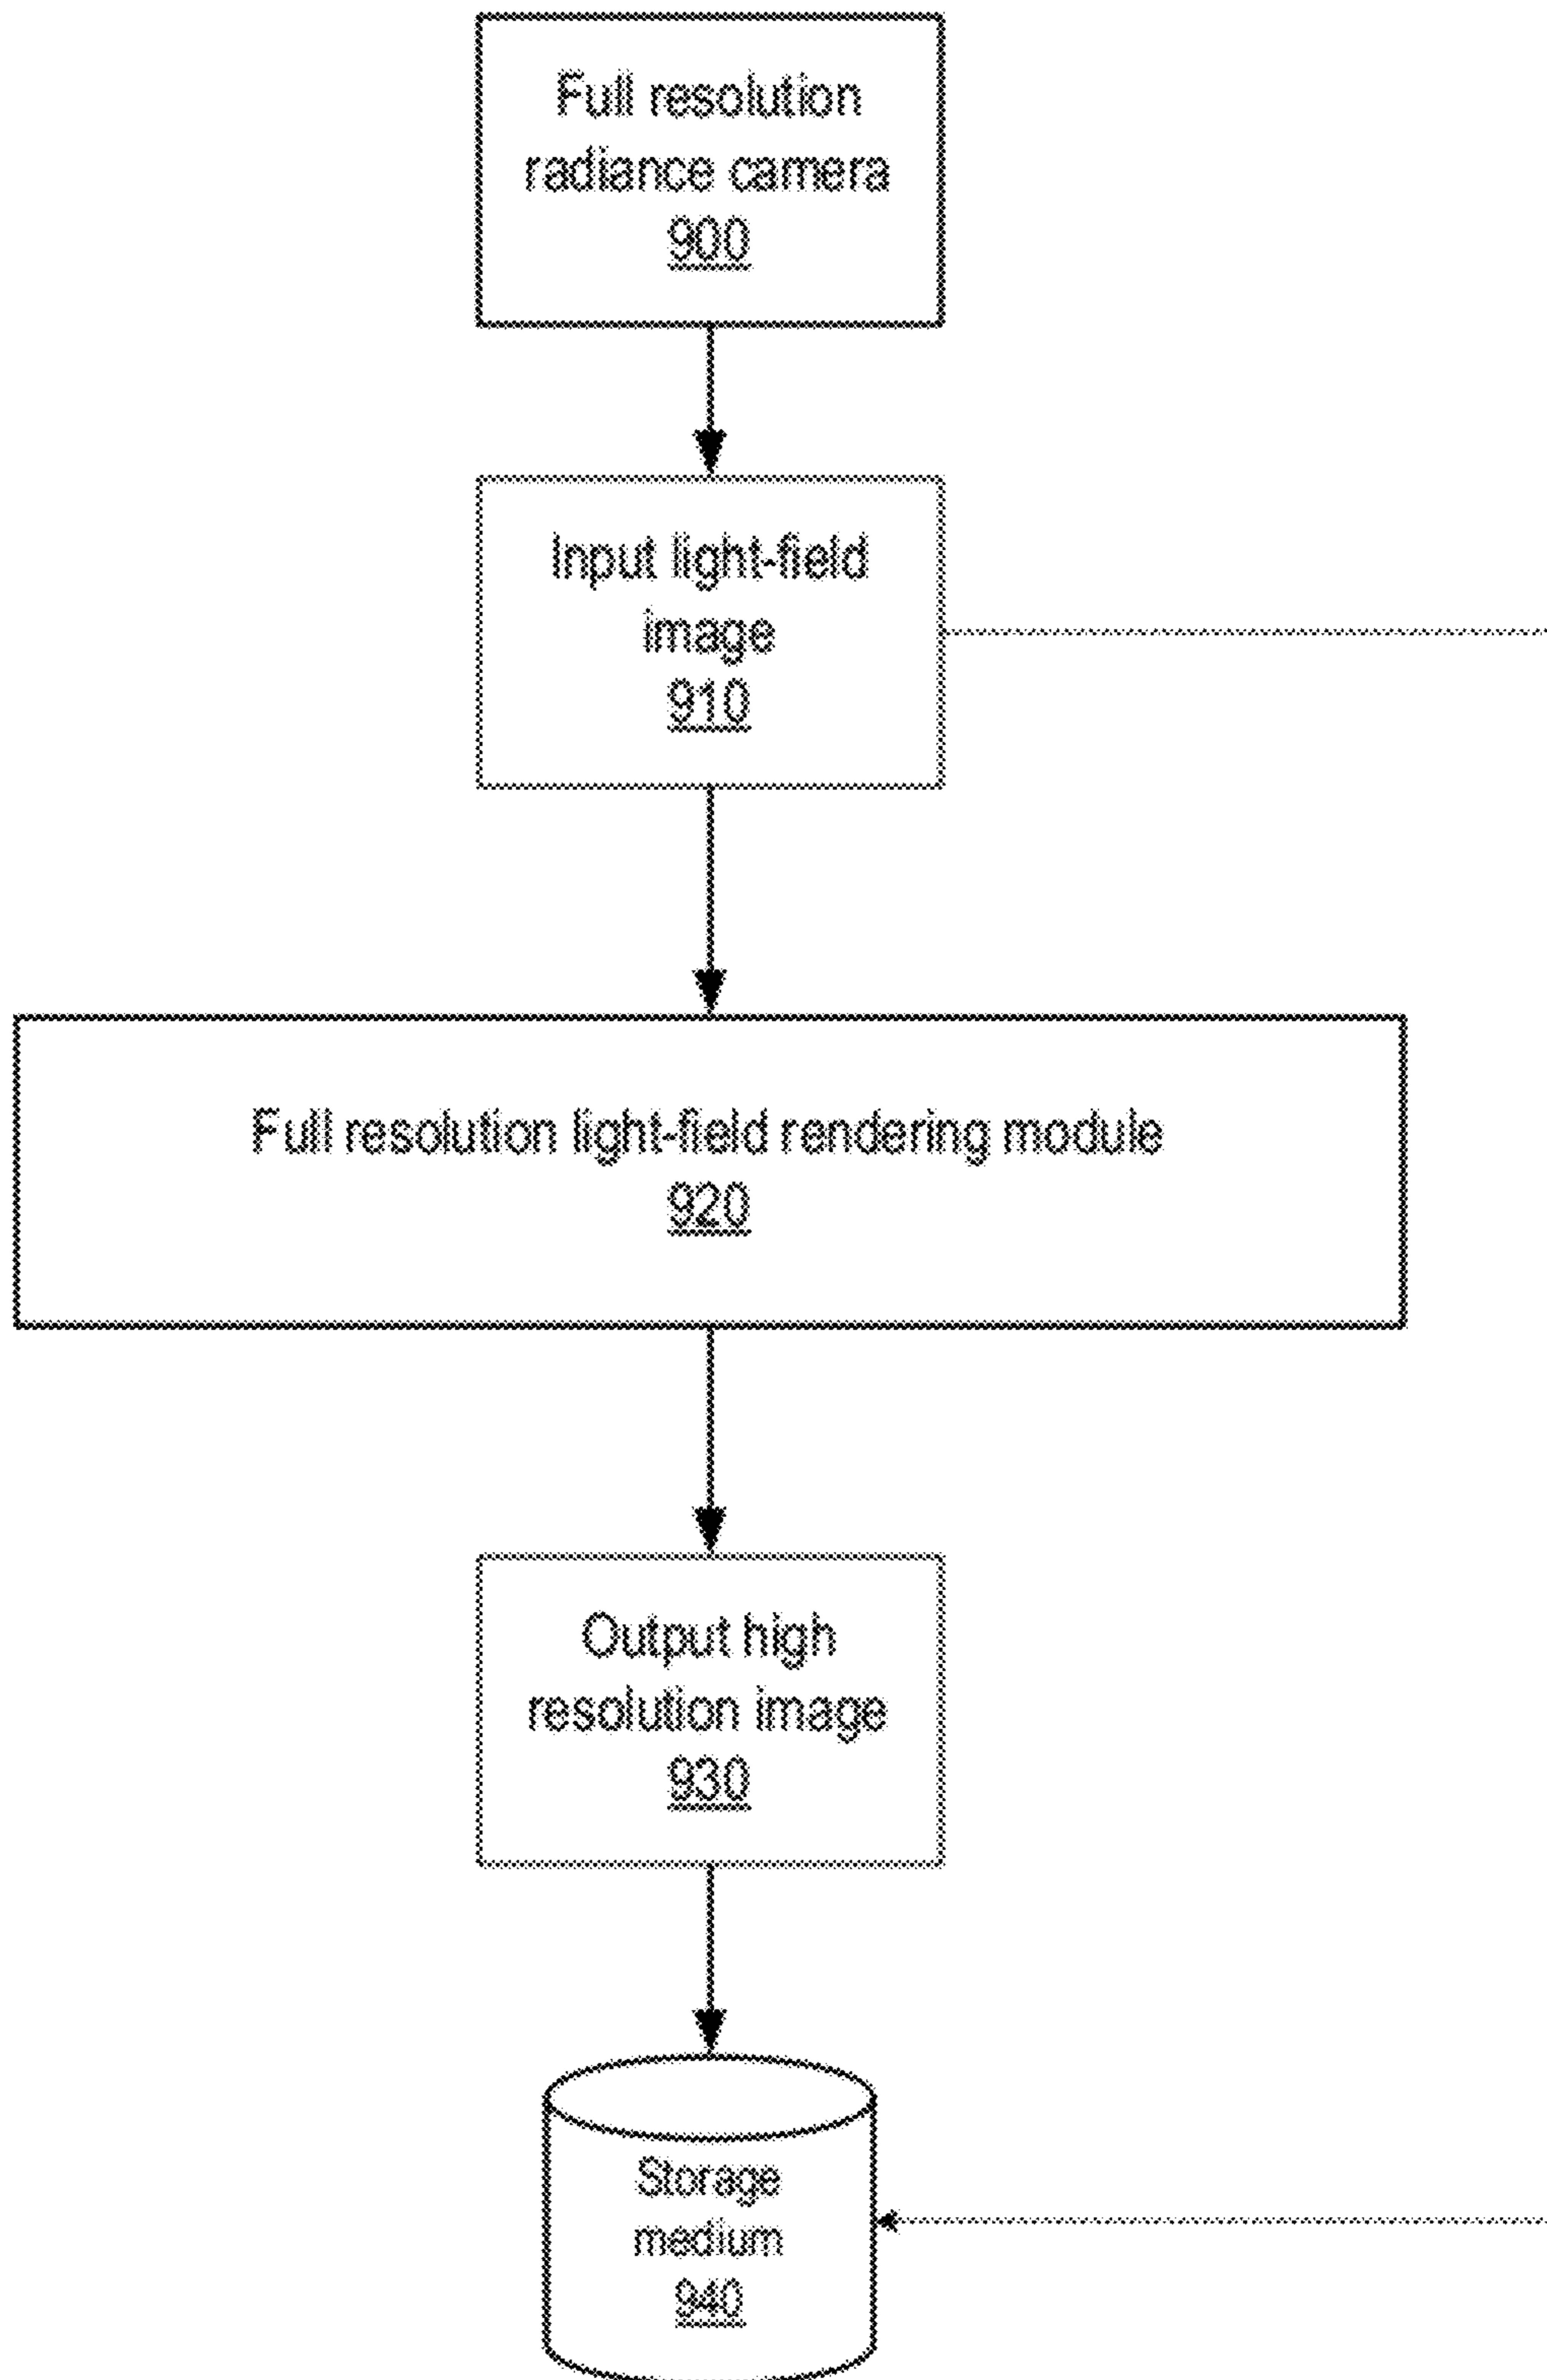 Full resolution
radiance camera
900
Input light-field
image
910
Full resolution light-field rendering module
920
Output high
resolution image
930
Storage
medium
940